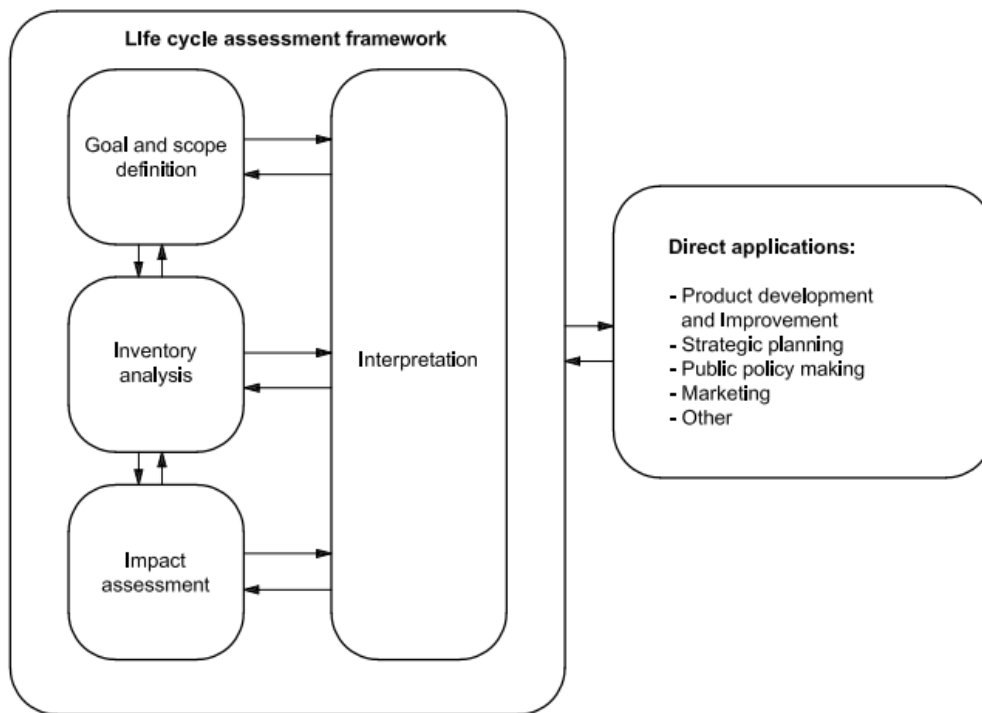 LIfe cycle assessment framework
Goal and scope
definition
Inventory
analysis
Impact
assessment
Interpretation
Direct applications:
- Product development
and Improvement
- Strategic planning
- Public policy making
- Marketing
- Other